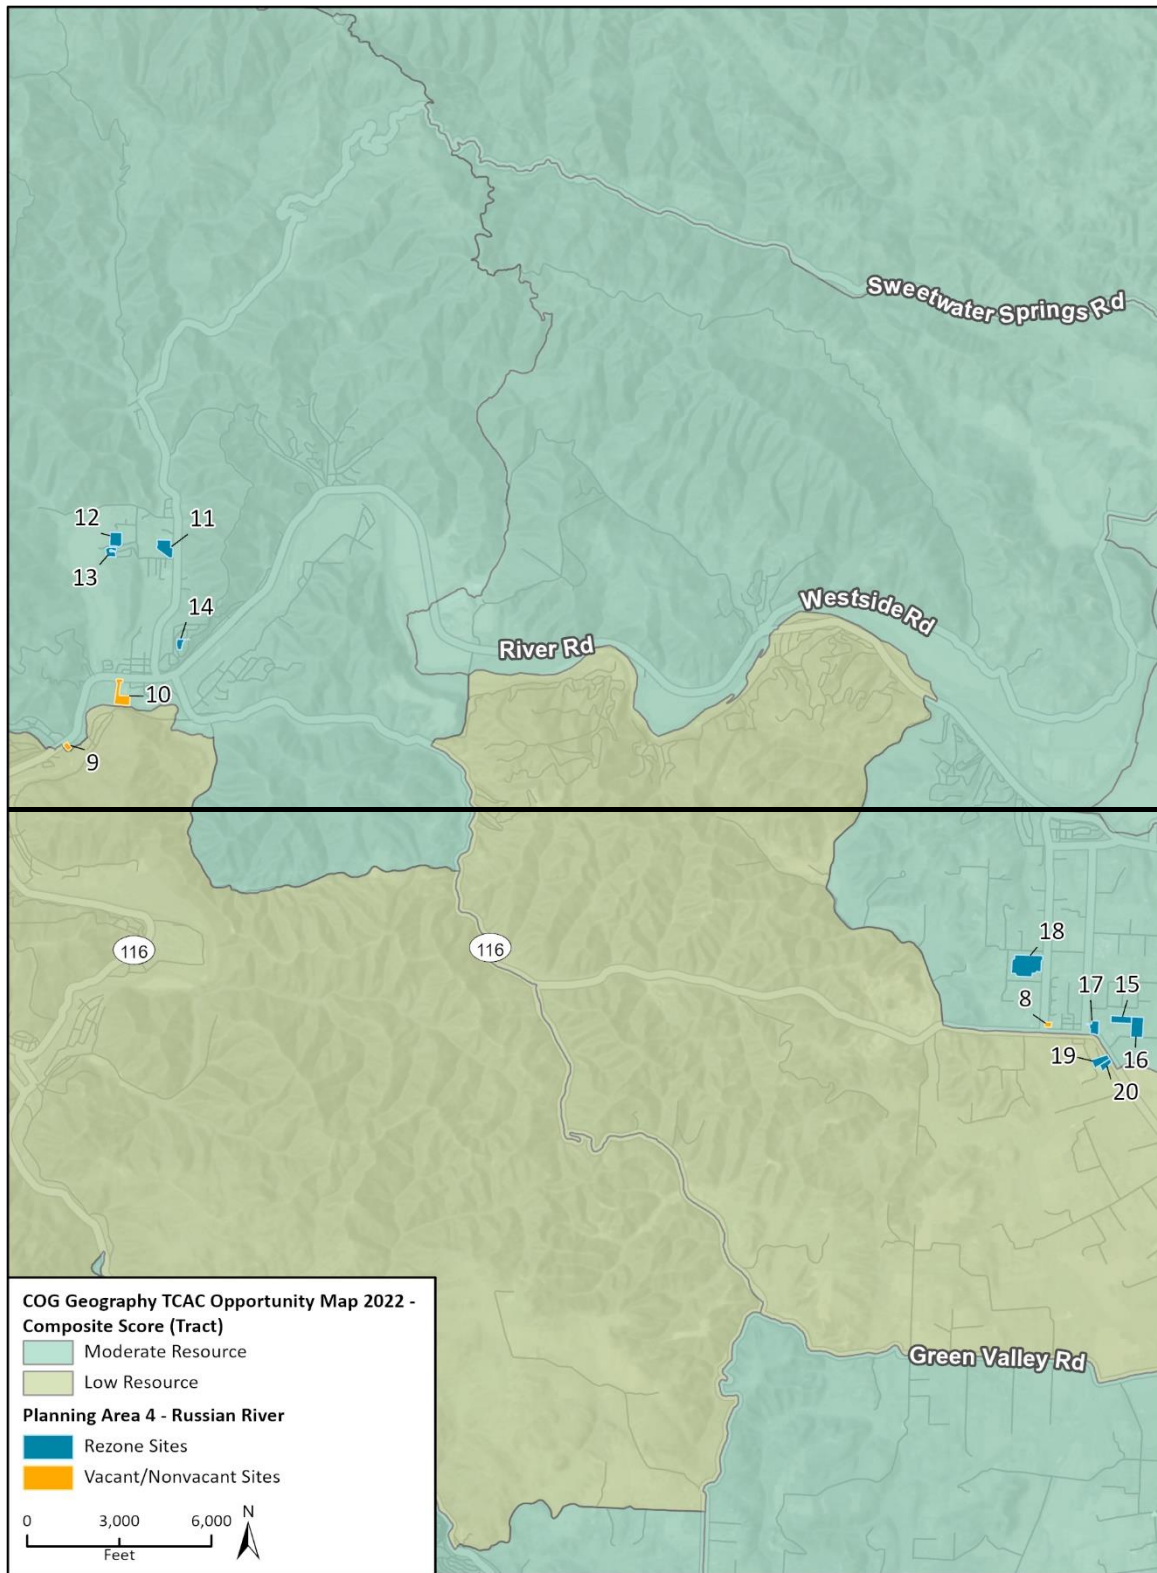 Sweetwater Springs Rd
12
11
13
14
Westside Rd
River Rd
10
9
18
116
116
8
17
15
19
16
20
COG Geography TCAC Opportunity Map 2022 -
Composite Score (Tract)
Moderate Resource
Low Resource
Green Valley Rd
Planning Area 4 - Russian River
Rezone Sites
Vacant/Nonvacant Sites
N
0 3,000 6,000
Feet